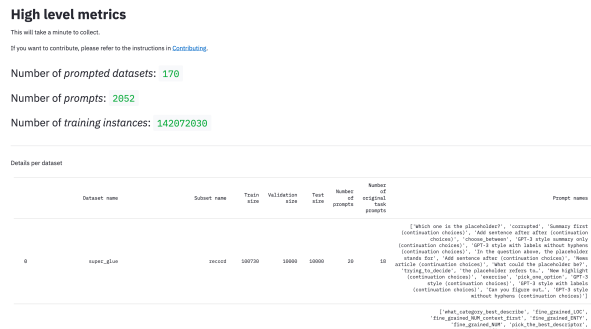 High level metrics
This will take a minute to collect.
If you want to contribute, please refer to the instructions in Contributing.
Number of prompted datasets: 170
Number of prompts: 2052
Number of training instances: 142072030
Details per dataset
Dataset name Subset name Train size Validation size Test size Number of prompts Number of original task prompts Prompt names
0 super_glue record 100730 10000 10000 20 18
['Which one is the placeholder?', 'corrupted', 'Summary first
(continuation choices)', 'Add sentence after after (continuation
choices)', 'choose_between', 'GPT-3 style summary only
(continuation choices)', 'GPT-3 style with labels without hyphens
(continuation choices)', 'In the question above, the placeholder
stands for', 'Add sentence after (continuation choices)', 'News
article (continuation choices)', 'What could the placeholder be?',
'trying_to_decide', 'the placeholder refers to…', 'New highlight
(continuation choices)', 'exercise', 'pick_one_option', 'GPT-3
style (continuation choices)', 'GPT-3 style with labels
(continuation choices)', 'Can you figure out…', 'GPT-3 style
without hyphens (continuation choices)']
['what_category_best_describe', 'fine_grained_LOC',
'fine_grained_NUM_context_first', 'fine_grained_ENTY',
'fine_grained_NUM', 'pick_the_best_descriptor',